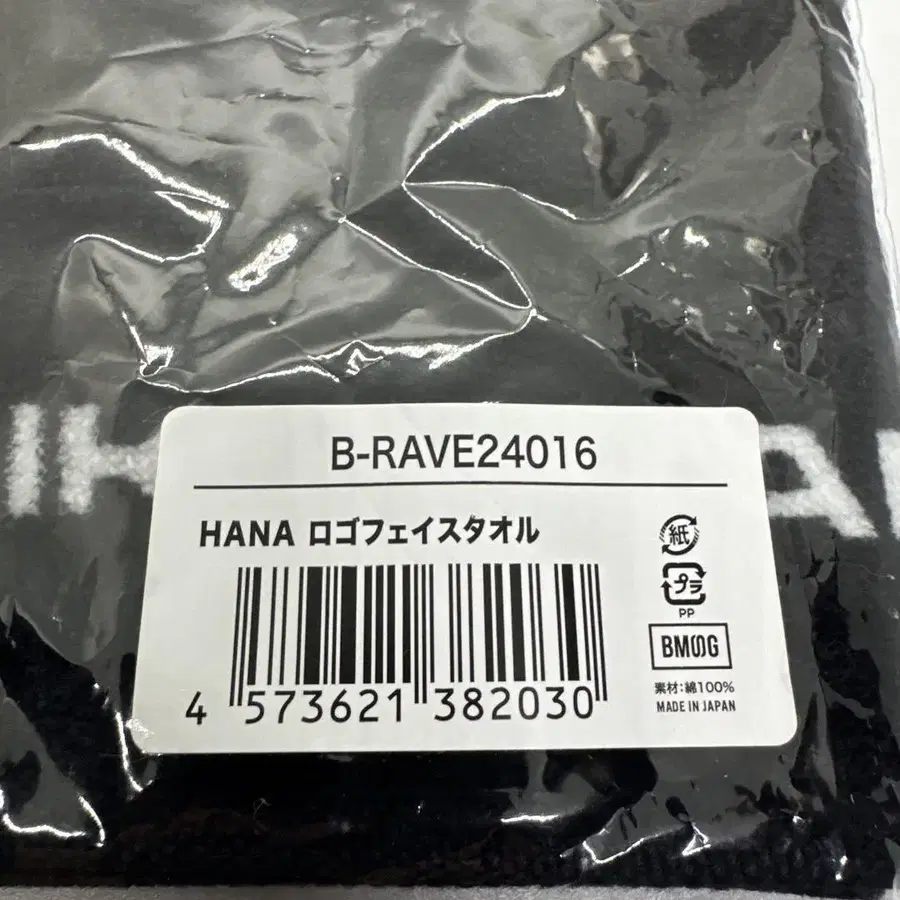 B-RAVE24016
HANA ロゴフェイスタオル
紙
プラ
PP
BMSG
4 573621 382030
素材:綿100%
MADE IN JAPAN